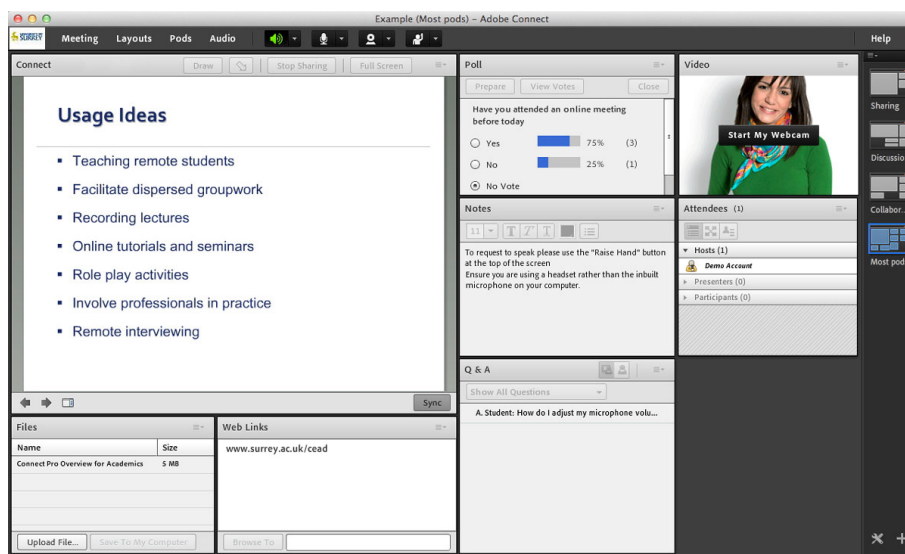 Example (Most pods) - Adobe Connect
SURREY
Meeting Layouts Pods Audio
Help
Connect
Draw
Stop Sharing
Full Screen
Usage Ideas
Teaching remote students
Facilitate dispersed groupwork
Recording lectures
Online tutorials and seminars
Role play activities
Involve professionals in practice
Remote interviewing
Sync
Files
Name Size
Connect Pro Overview for Academics 5 MB
Upload File... Save To My Computer
Web Links
www.surrey.ac.uk/cead
Browse To
Poll
Prepare View Votes Close
Have you attended an online meeting
before today
Yes 75% (3)
No 25% (1)
No Vote
Notes
11 T T T
To request to speak please use the "Raise Hand" button
at the top of the screen
Ensure you are using a headset rather than the inbuilt
microphone on your computer.
Q & A
Show All Questions
A. Student: How do I adjust my microphone volu...
Video
Start My Webcam
Attendees (1)
Hosts (1)
Demo Account
Presenters (0)
Participants (0)
Sharing
Discussio
Collabor..
Most pod